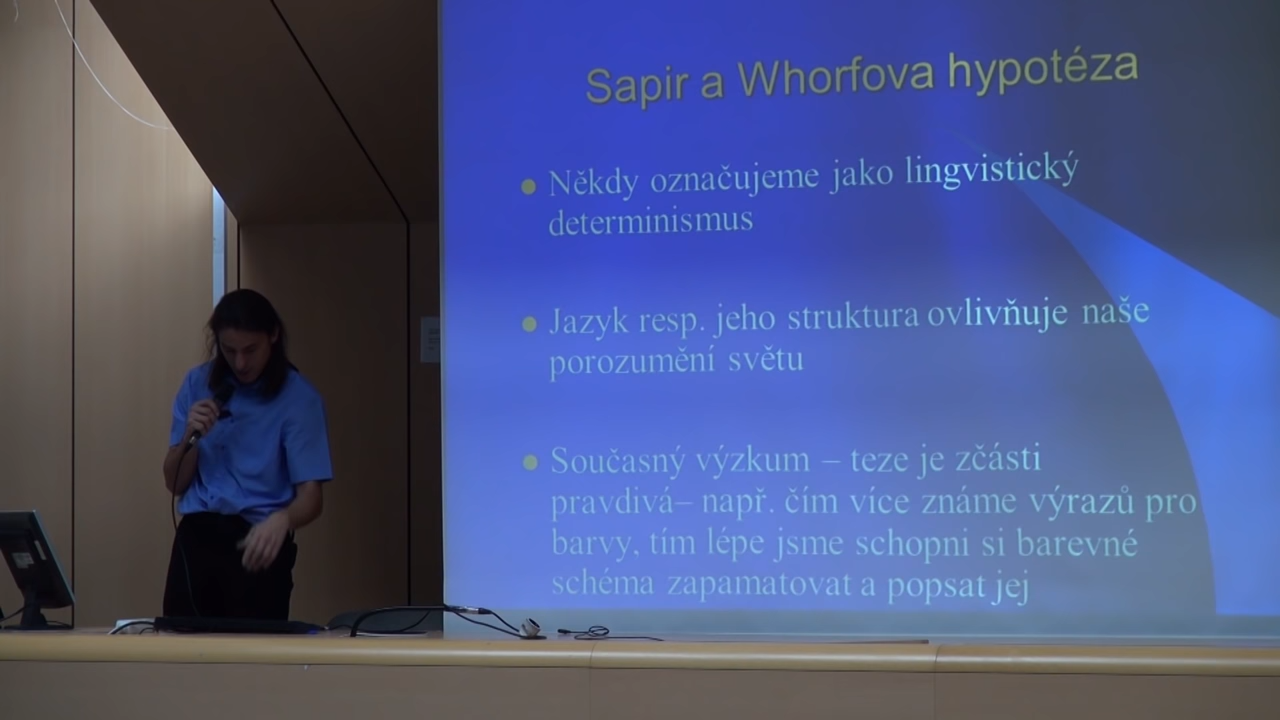 Sapir a Whorfova hypotéza
Někdy označujeme jako lingvistický
determinismus
Jazyk resp. jeho struktura ovlivňuje naše
porozumění světu
Současný výzkum – teze je zčásti
pravdivá– např. čím více známe výrazů pro
barvy, tím lépe jsme schopni si barevné
schéma zapamatovat a popsat jej